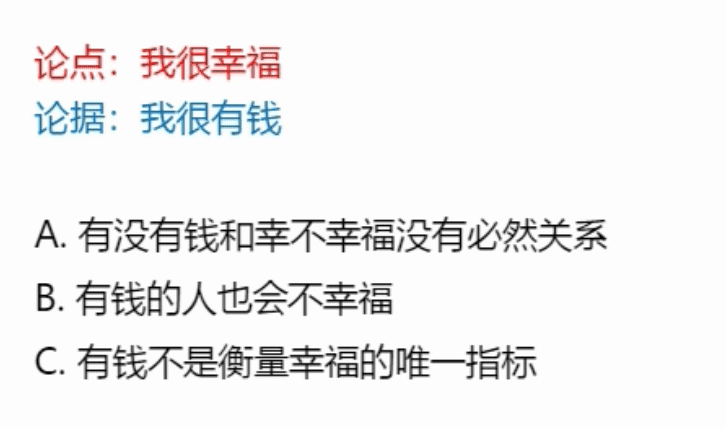 论点：我很幸福
论据：我很有钱
A. 有没有钱和幸不幸福没有必然关系
B. 有钱的人也会不幸福
C. 有钱不是衡量幸福的唯一指标